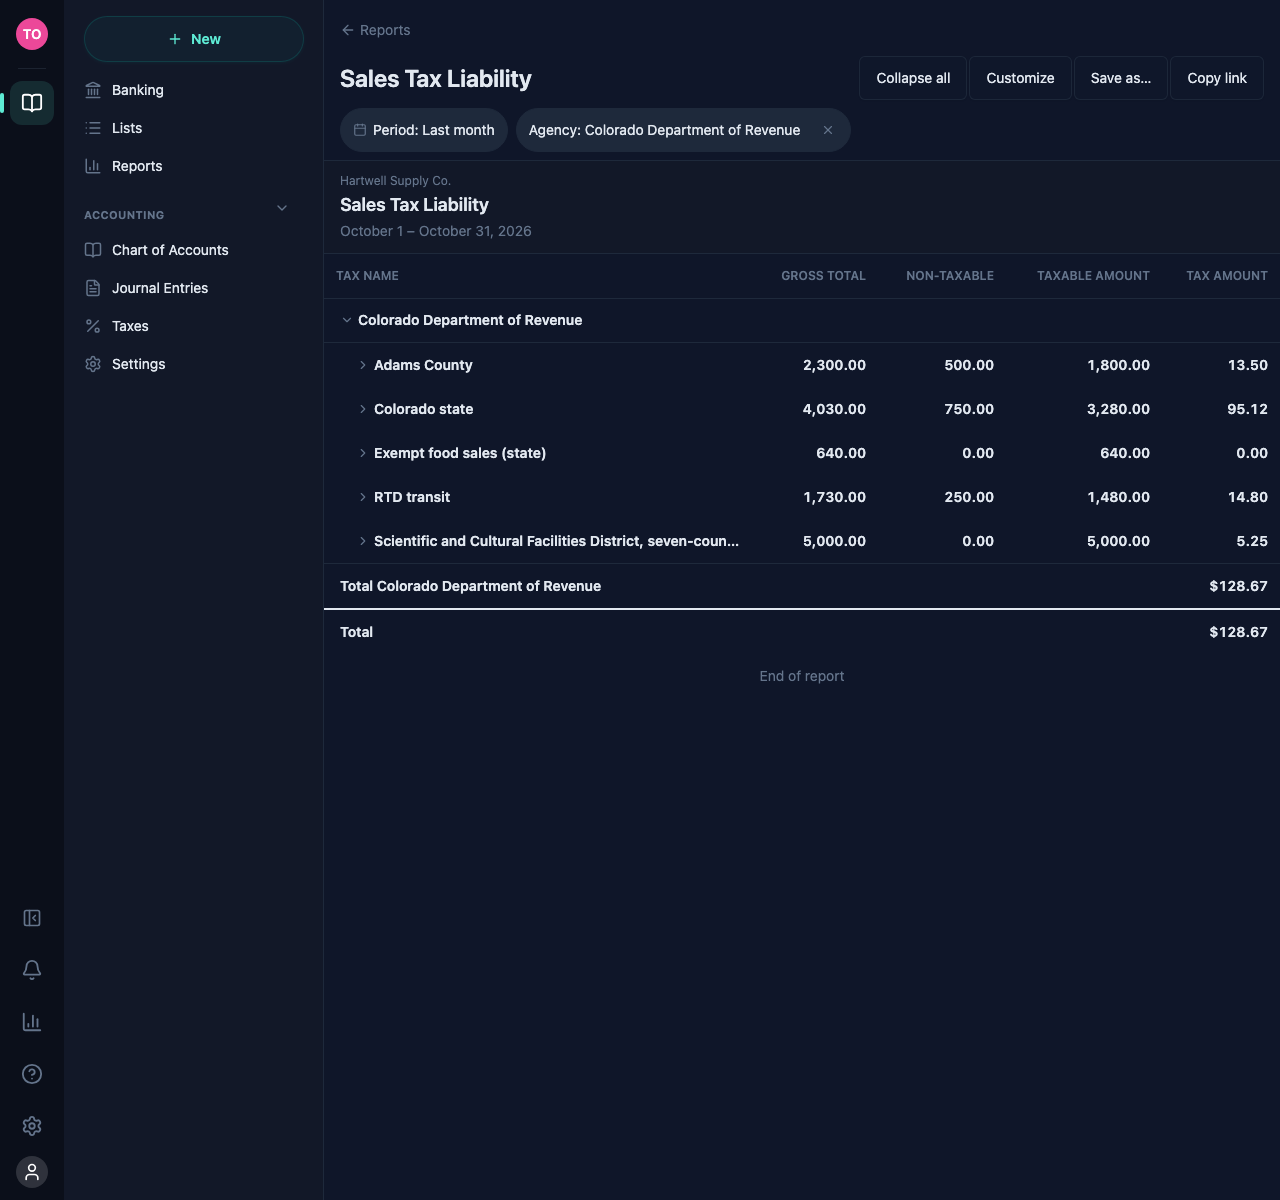 TO
New
Banking
Lists
Reports
ACCOUNTING
Chart of Accounts
Journal Entries
Taxes
Settings
Reports
Sales Tax Liability
Collapse all
Customize
Save as...
Copy link
Period: Last month
Agency: Colorado Department of Revenue
Hartwell Supply Co.
Sales Tax Liability
October 1 – October 31, 2026
TAX NAME GROSS TOTAL NON-TAXABLE TAXABLE AMOUNT TAX AMOUNT
Colorado Department of Revenue
Adams County 2,300.00 500.00 1,800.00 13.50
Colorado state 4,030.00 750.00 3,280.00 95.12
Exempt food sales (state) 640.00 0.00 640.00 0.00
RTD transit 1,730.00 250.00 1,480.00 14.80
Scientific and Cultural Facilities District, seven-coun... 5,000.00 0.00 5,000.00 5.25
Total Colorado Department of Revenue $128.67
Total $128.67
End of report